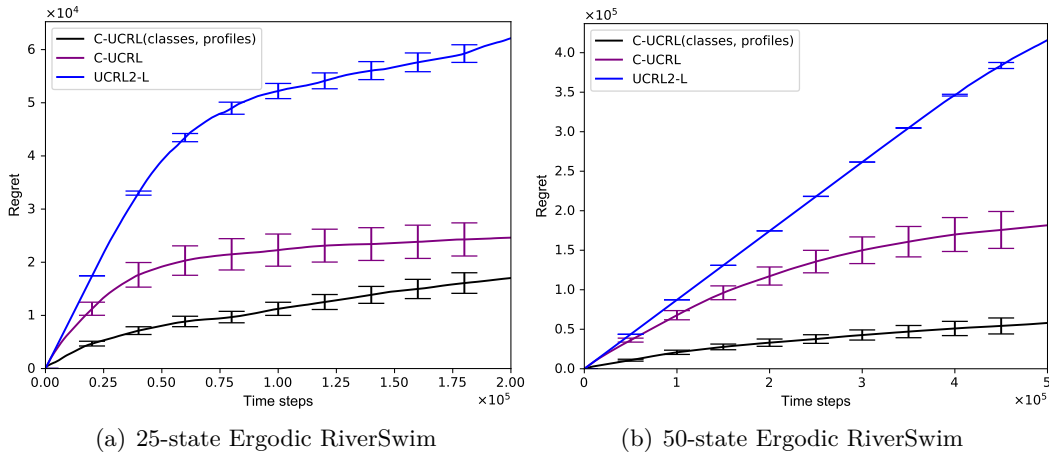 ×10⁴
C-UCRL(classes, profiles)
C-UCRL
UCRL2-L
6
5
4
3
2
1
0
Regret
0.00 0.25 0.50 0.75 1.00 1.25 1.50 1.75 2.00
×10⁵
Time steps
(a) 25-state Ergodic RiverSwim
×10⁵
C-UCRL(classes, profiles)
C-UCRL
UCRL2-L
4.0
3.5
3.0
2.5
2.0
1.5
1.0
0.5
0.0
Regret
0 1 2 3 4 5
×10⁵
Time steps
(b) 50-state Ergodic RiverSwim